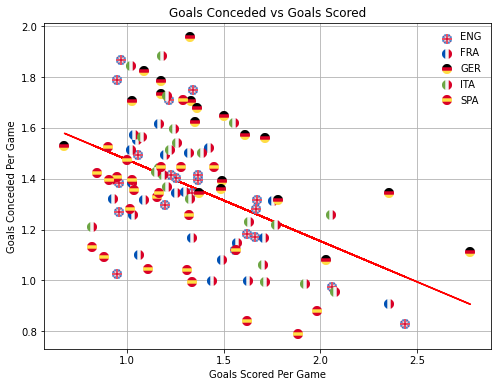 Goals Conceded vs Goals Scored
ENG
FRA
GER
ITA
SPA
2.0
1.8
1.6
1.4
1.2
1.0
0.8
Goals Conceded Per Game
1.0 1.5 2.0 2.5
Goals Scored Per Game